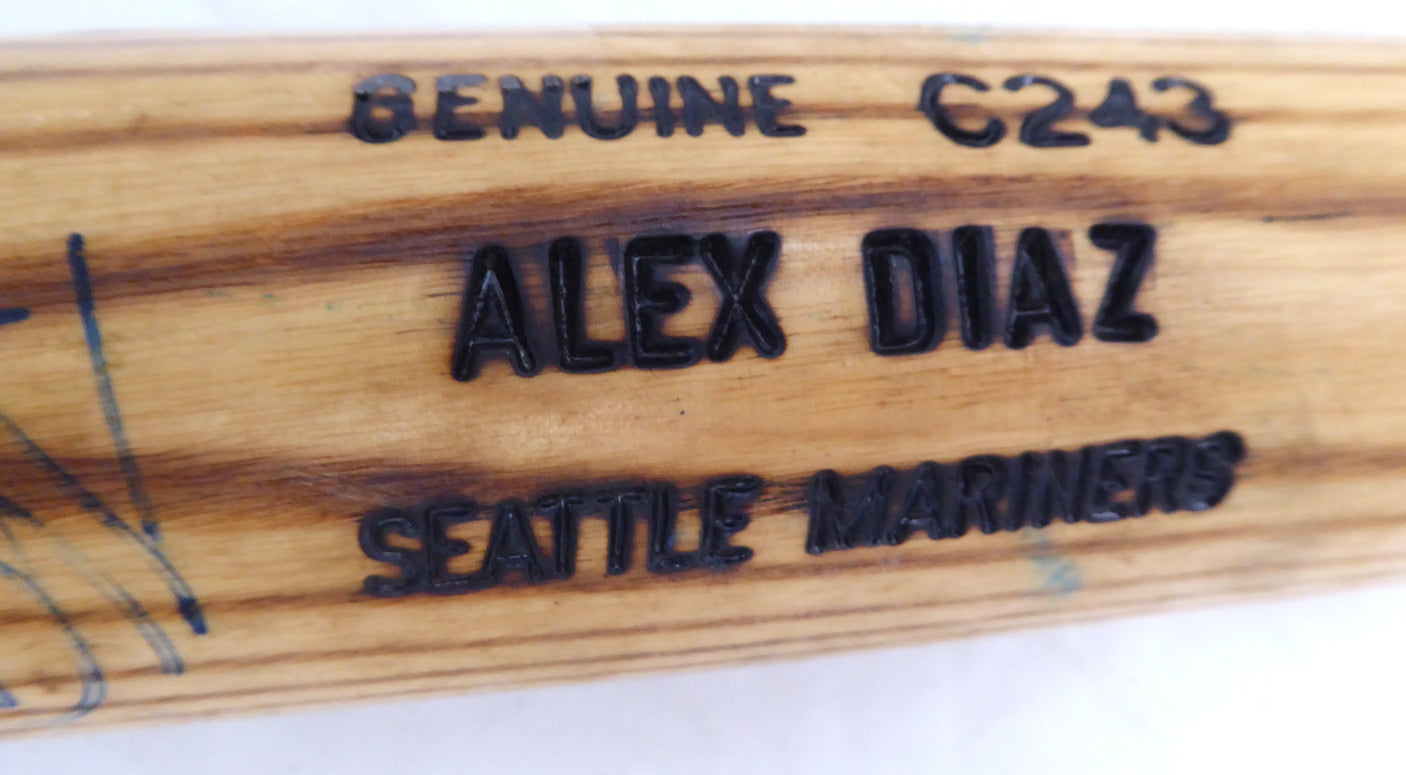 GENUINE C243
ALEX DIAZ
SEATTLE MARINERS